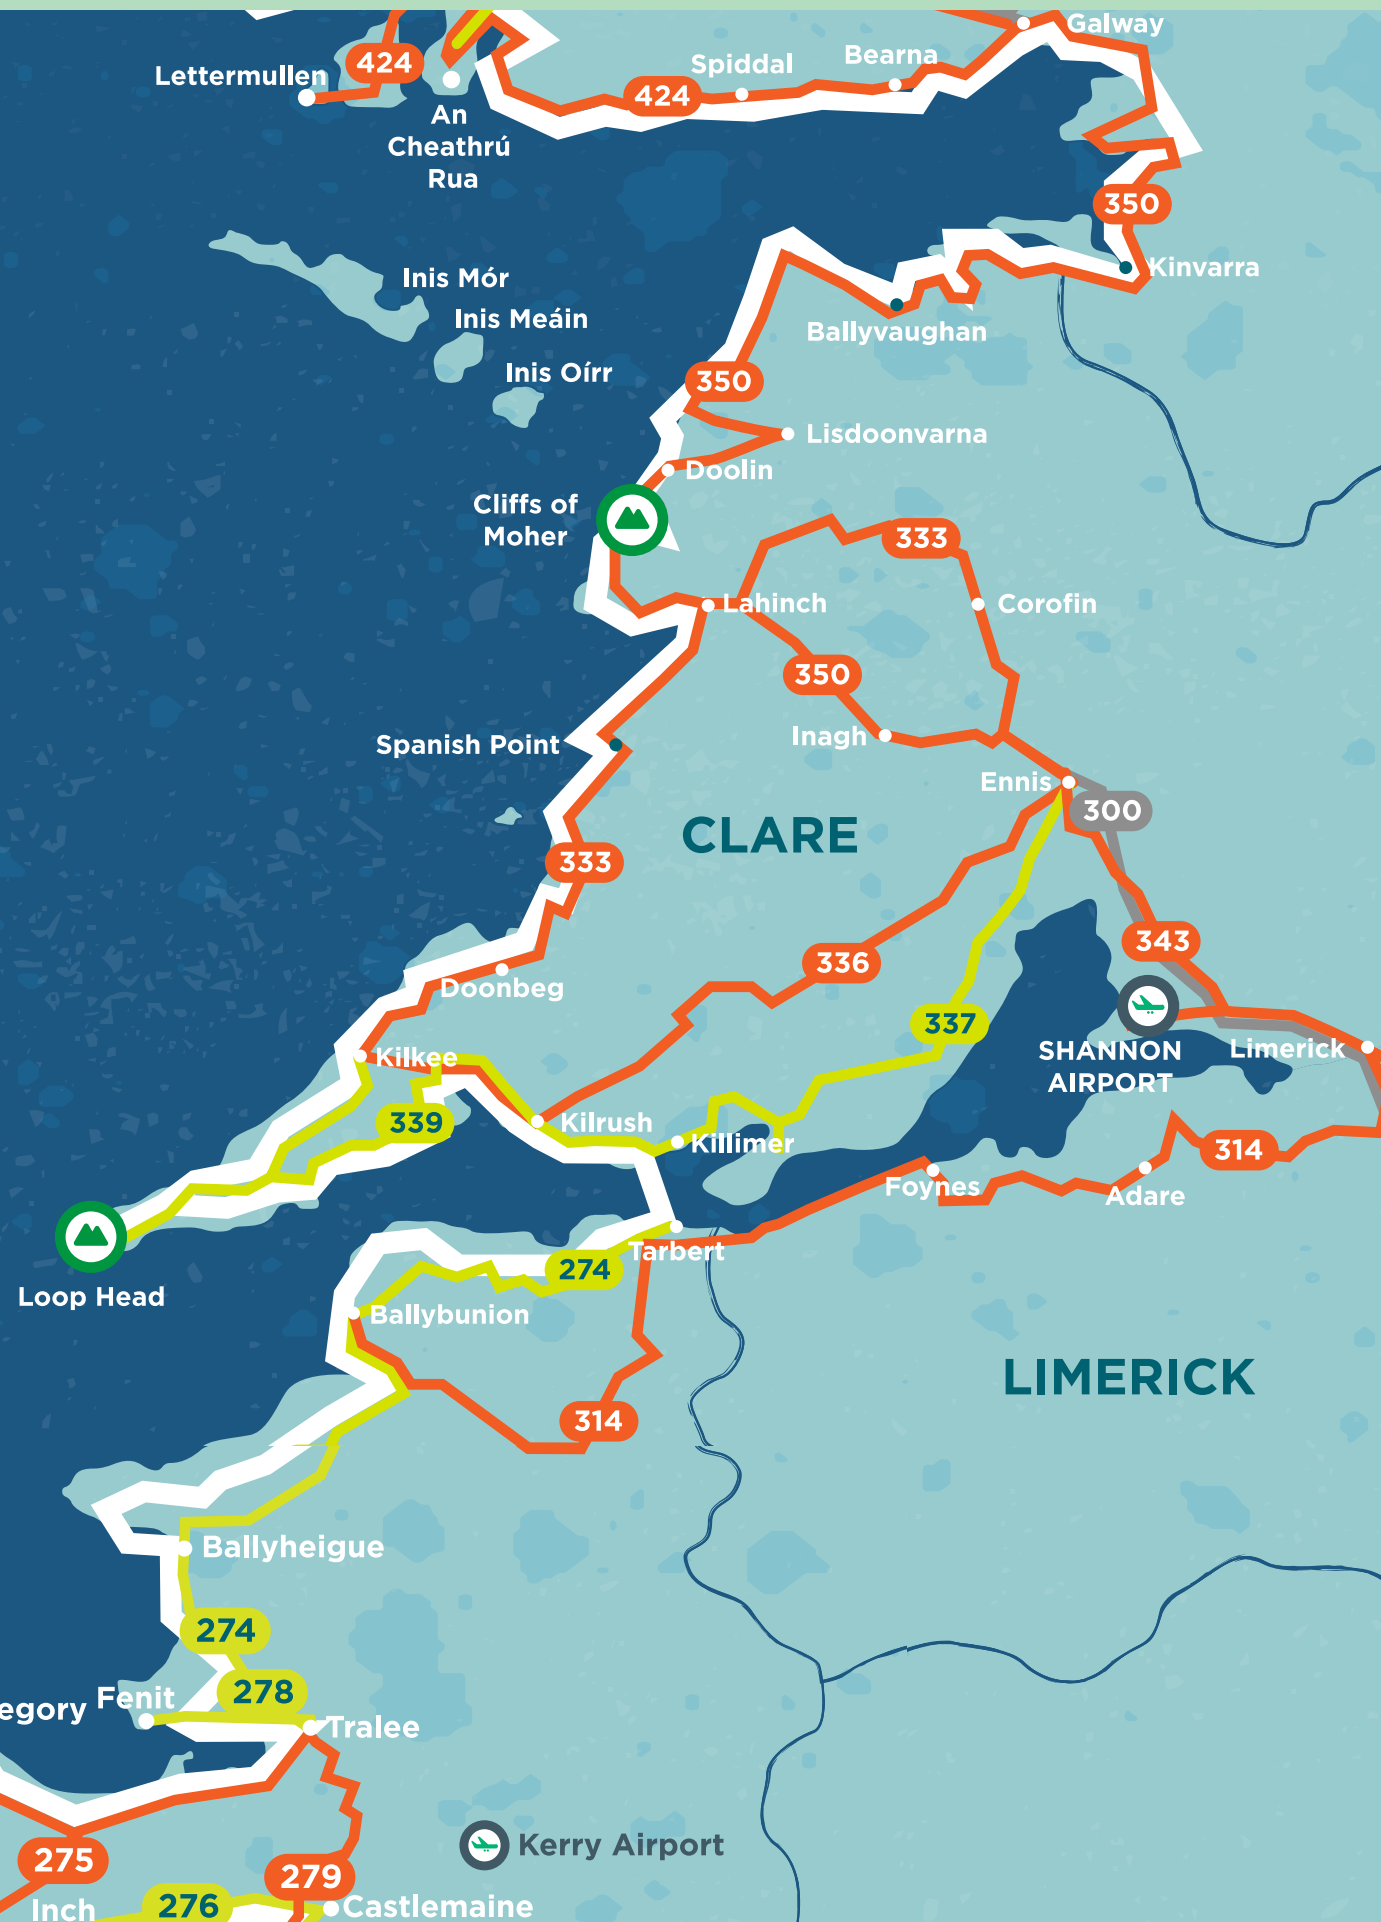 Galway
Bearna
Spiddal
424
Lettermullen
424
An
Cheathrú
Rua
350
Kinvarra
Inis Mór
Inis Meáin
Ballyvaughan
Inis Oírr
350
Lisdoonvarna
Doolin
Cliffs of
Moher
333
Lahinch
Corofin
350
Inagh
Spanish Point
Ennis
300
CLARE
333
343
336
Doonbeg
337
SHANNON
AIRPORT
Limerick
Kilkee
339
Kilrush
Killimer
314
Foynes
Adare
Tarbert
274
Loop Head
Ballybunion
LIMERICK
314
Ballyheigue
274
278
egory
Fenit
Tralee
Kerry Airport
275
279
276
Castlemaine
Inch